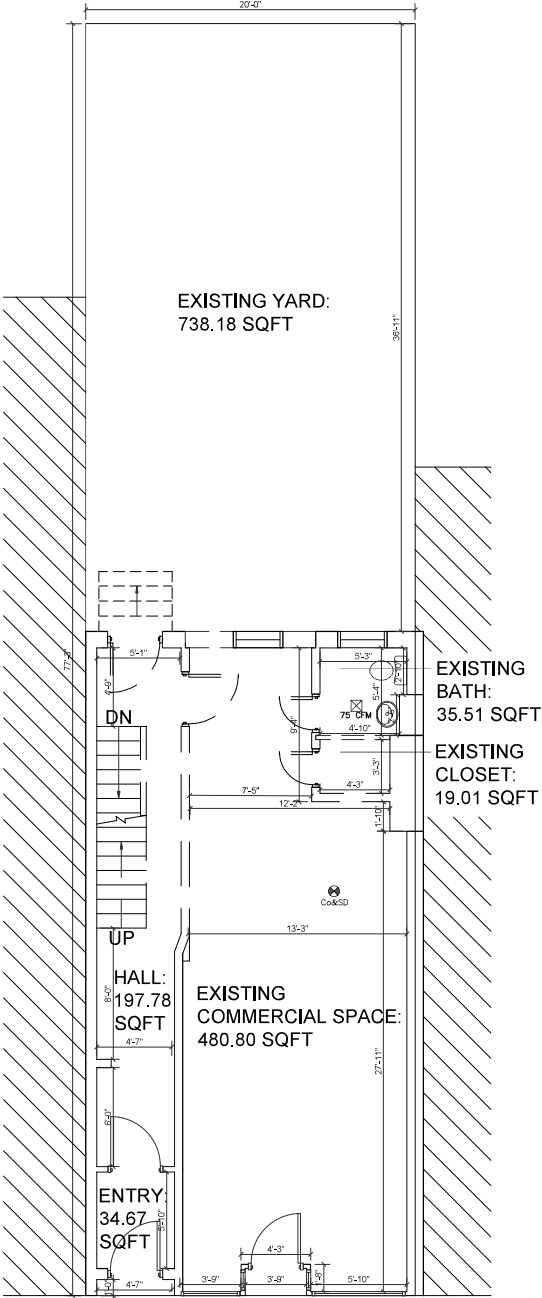 20'-0"
EXISTING YARD:
738.18 SQFT
36'-11"
77'-3"
5'-1"
4'-9"
5'-3"
2'-10"
EXISTING
BATH:
35.51 SQFT
5'-4"
9'-4"
75 CFM
4'-10"
DN
EXISTING
CLOSET:
19.01 SQFT
3'-3"
4'-3"
7'-5"
12'-2"
1'-10"
Co&SD
13'-3"
UP
8'-0"
HALL:
197.78
SQFT
EXISTING
COMMERCIAL SPACE:
480.80 SQFT
4'-7"
27'-11"
6'-0"
ENTRY:
34.67
SQFT
5'-10"
4'-3"
4'-7"
3'-9"
3'-9"
1'-6"
5'-10"